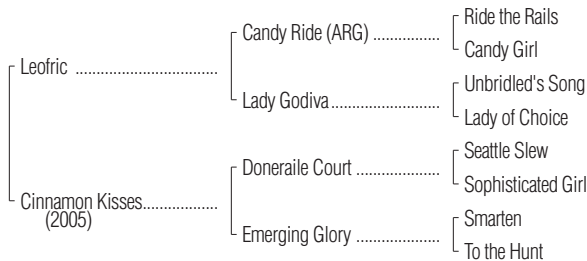 Ride the Rails
Candy Ride (ARG) ................
Candy Girl
Leofric ..................................
Unbridled's Song
Lady Godiva ..........................
Lady of Choice
Seattle Slew
Doneraile Court ....................
Sophisticated Girl
Cinnamon Kisses..................
(2005)
Smarten
Emerging Glory ....................
To the Hunt